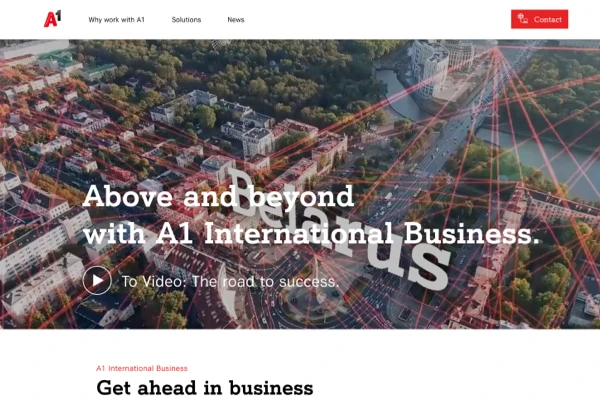 A1
Why work with A1
Solutions
News
Contact
Belarus
Above and beyond
with A1 International Business.
To Video: The road to success.
A1 International Business
Get ahead in business